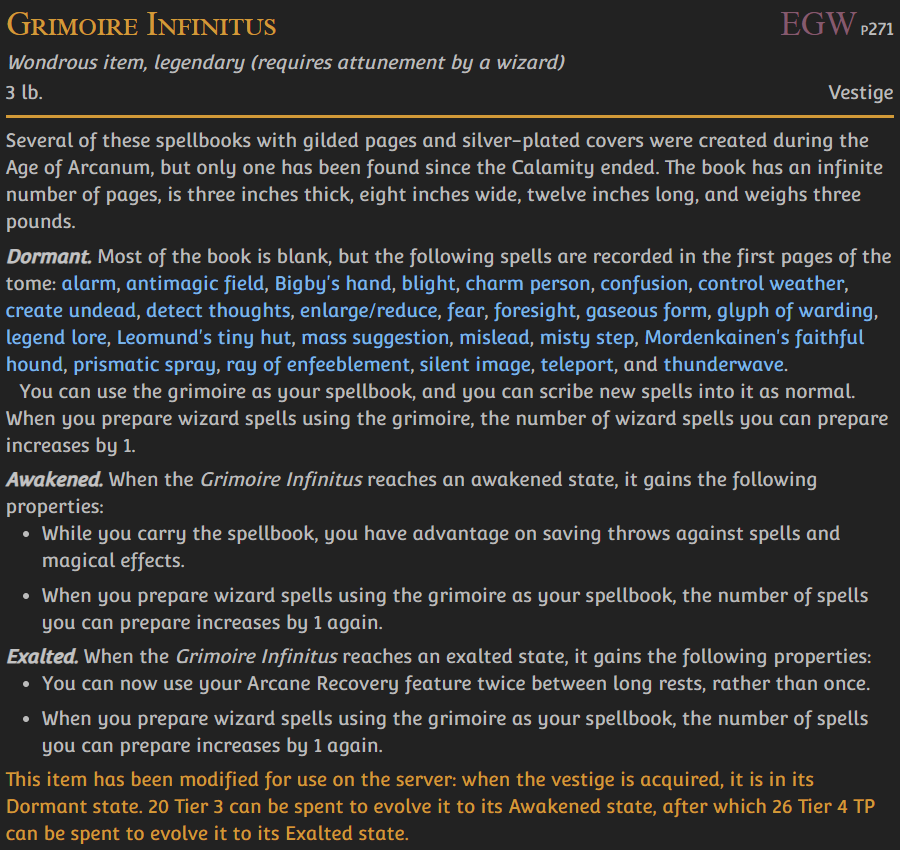 GRIMOIRE INFINITUS EGW P271
Wondrous item, legendary (requires attunement by a wizard)
3 lb. Vestige
Several of these spellbooks with gilded pages and silver-plated covers were created during the
Age of Arcanum, but only one has been found since the Calamity ended. The book has an infinite
number of pages, is three inches thick, eight inches wide, twelve inches long, and weighs three
pounds.
Dormant. Most of the book is blank, but the following spells are recorded in the first pages of the
tome: alarm, antimagic field, Bigby's hand, blight, charm person, confusion, control weather,
create undead, detect thoughts, enlarge/reduce, fear, foresight, gaseous form, glyph of warding,
legend lore, Leomund's tiny hut, mass suggestion, mislead, misty step, Mordenkainen's faithful
hound, prismatic spray, ray of enfeeblement, silent image, teleport, and thunderwave.
You can use the grimoire as your spellbook, and you can scribe new spells into it as normal.
When you prepare wizard spells using the grimoire, the number of wizard spells you can prepare
increases by 1.
Awakened. When the Grimoire Infinitus reaches an awakened state, it gains the following
properties:
• While you carry the spellbook, you have advantage on saving throws against spells and
magical effects.
• When you prepare wizard spells using the grimoire as your spellbook, the number of spells
you can prepare increases by 1 again.
Exalted. When the Grimoire Infinitus reaches an exalted state, it gains the following properties:
• You can now use your Arcane Recovery feature twice between long rests, rather than once.
• When you prepare wizard spells using the grimoire as your spellbook, the number of spells
you can prepare increases by 1 again.
This item has been modified for use on the server: when the vestige is acquired, it is in its
Dormant state. 20 Tier 3 can be spent to evolve it to its Awakened state, after which 26 Tier 4 TP
can be spent to evolve it to its Exalted state.